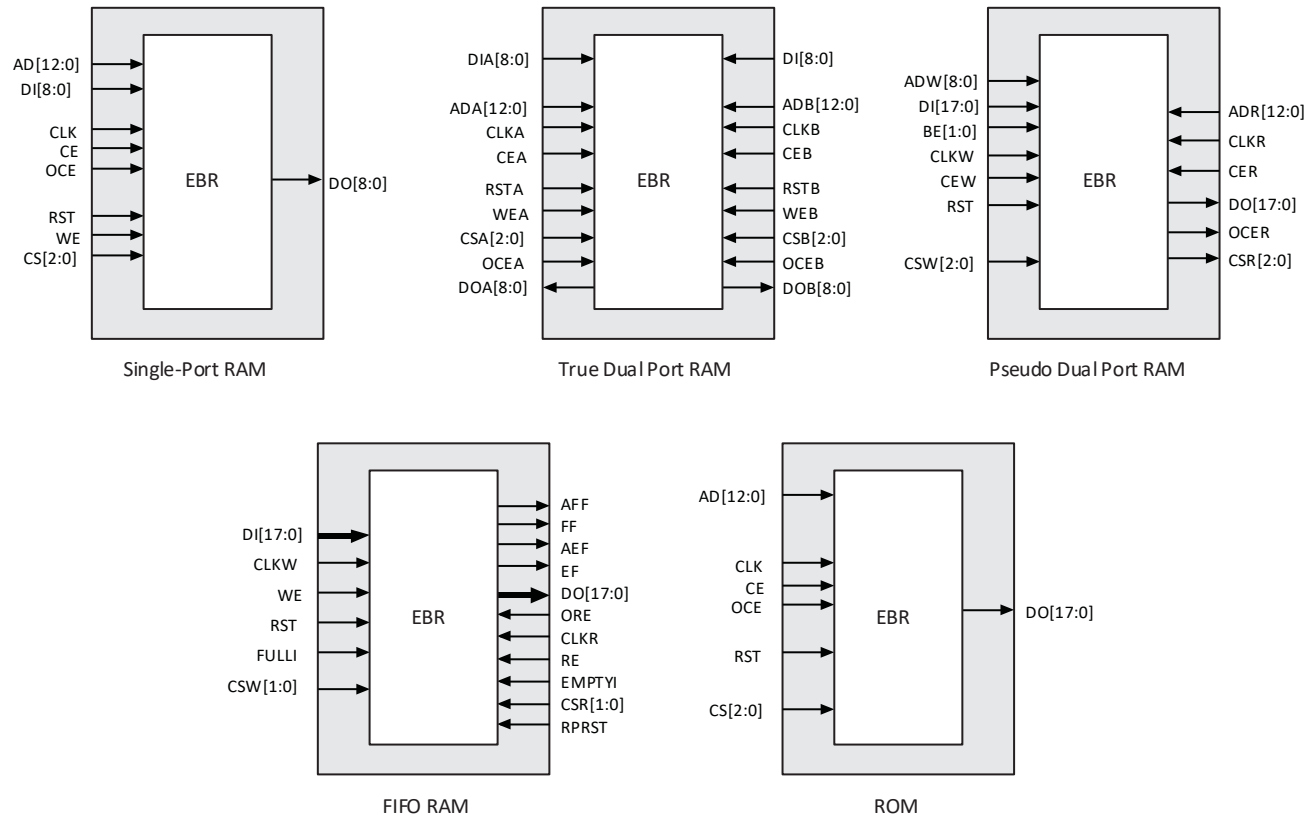 AD[12:0]
DI[8:0]
CLK
CE
OCE
RST
WE
CS[2:0]
EBR
DO[8:0]
Single-Port RAM
DIA[8:0]
ADA[12:0]
CLKA
CEA
RSTA
WEA
CSA[2:0]
OCEA
DOA[8:0]
EBR
DI[8:0]
ADB[12:0]
CLKB
CEB
RSTB
WEB
CSB[2:0]
OCEB
DOB[8:0]
True Dual Port RAM
ADW[8:0]
DI[17:0]
BE[1:0]
CLKW
CEW
RST
CSW[2:0]
EBR
ADR[12:0]
CLKR
CER
DO[17:0]
OCER
CSR[2:0]
Pseudo Dual Port RAM
DI[17:0]
CLKW
WE
RST
FULLI
CSW[1:0]
EBR
AFF
FF
AEF
EF
DO[17:0]
ORE
CLKR
RE
EMPTYI
CSR[1:0]
RPRST
FIFO RAM
AD[12:0]
CLK
CE
OCE
RST
CS[2:0]
EBR
DO[17:0]
ROM